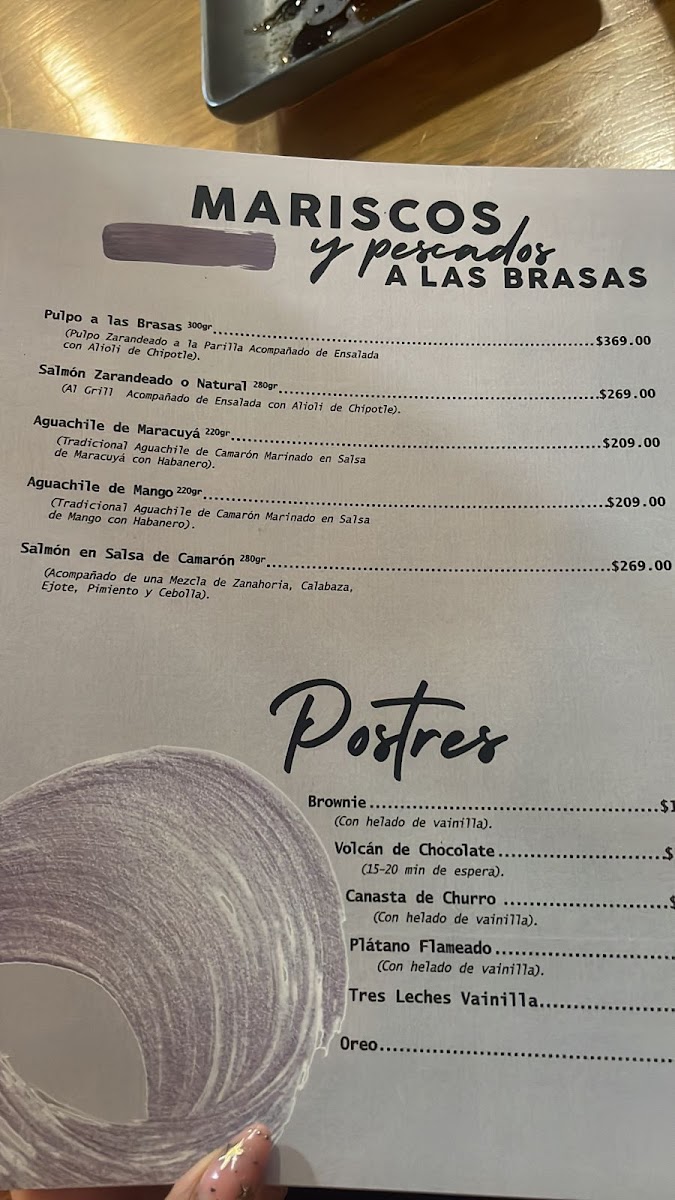 MARISCOS
y pescados
A LAS BRASAS
Pulpo a las Brasas 300gr........................$369.00
(Pulpo Zarandeado a la Parilla Acompañado de Ensalada
con Alioli de Chipotle).
Salmón Zarandeado o Natural 280gr........................$269.00
(Al Grill Acompañado de Ensalada con Alioli de Chipotle).
Aguachile de Maracuyá 220gr........................$209.00
(Tradicional Aguachile de Camarón Marinado en Salsa
de Maracuyá con Habanero).
Aguachile de Mango 220gr........................$209.00
(Tradicional Aguachile de Camarón Marinado en Salsa
de Mango con Habanero).
Salmón en Salsa de Camarón 280gr........................$269.00
(Acompañado de una Mezcla de Zanahoria, Calabaza,
Ejote, Pimiento y Cebolla).
Postres
Brownie........................$1
(Con helado de vainilla).
Volcán de Chocolate........................$
(15-20 min de espera).
Canasta de Churro........................$
(Con helado de vainilla).
Plátano Flameado........................
(Con helado de vainilla).
Tres Leches Vainilla........................
Oreo........................